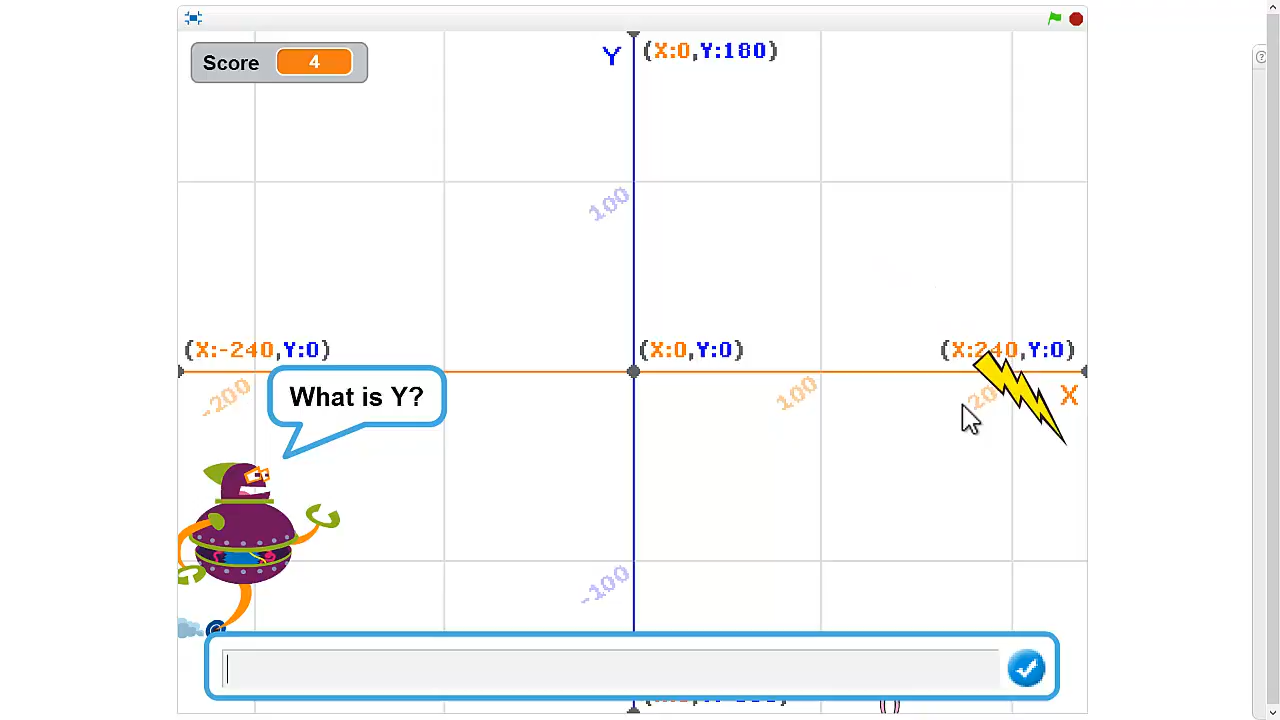 Score 4
Y (X:0,Y:180)
100
(X:-240,Y:0) (X:0,Y:0) (X:240,Y:0)
-200 100 200 X
What is Y?
-100